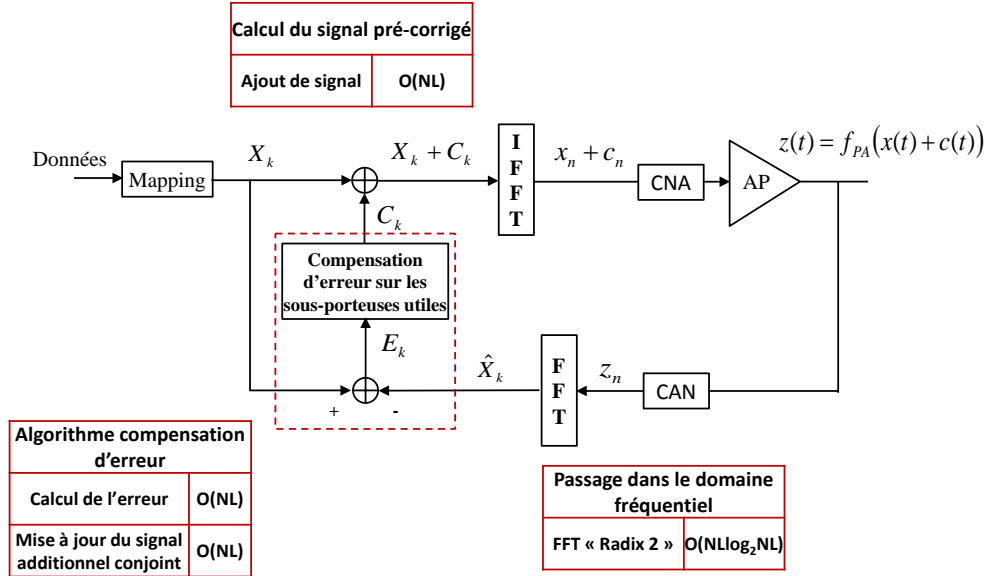 Calcul du signal pré-corrigé
Ajout de signal O(NL)
Données
Mapping
X_k
X_k + C_k
I
F
F
T
x_n + c_n
CNA
AP
z(t) = f_{PA}(x(t) + c(t))
C_k
Compensation
d'erreur sur les
sous-porteuses utiles
E_k
+ -
X̂_k
F
F
T
z_n
CAN
Algorithme compensation
d'erreur
Calcul de l'erreur O(NL)
Mise à jour du signal
additionnel conjoint O(NL)
Passage dans le domaine
fréquentiel
FFT « Radix 2 » O(NLlog₂NL)